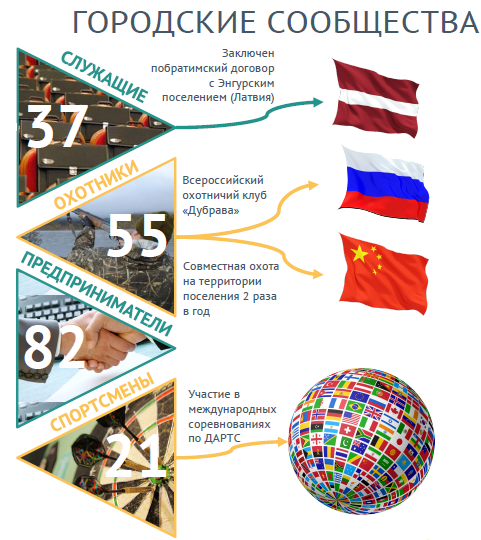 ГОРОДСКИЕ СООБЩЕСТВА
СЛУЖАЩИЕ
37
Заключен
побратимский договор
с Энгурским
поселением (Латвия)
ОХОТНИКИ
55
Всероссийский
охотничий клуб
«Дубрава»
Совместная охота
на территории
поселения 2 раза
в год
ПРЕДПРИНИМАТЕЛИ
82
СПОРТСМЕНЫ
21
Участие в
международных
соревнованиях
по ДАРТС